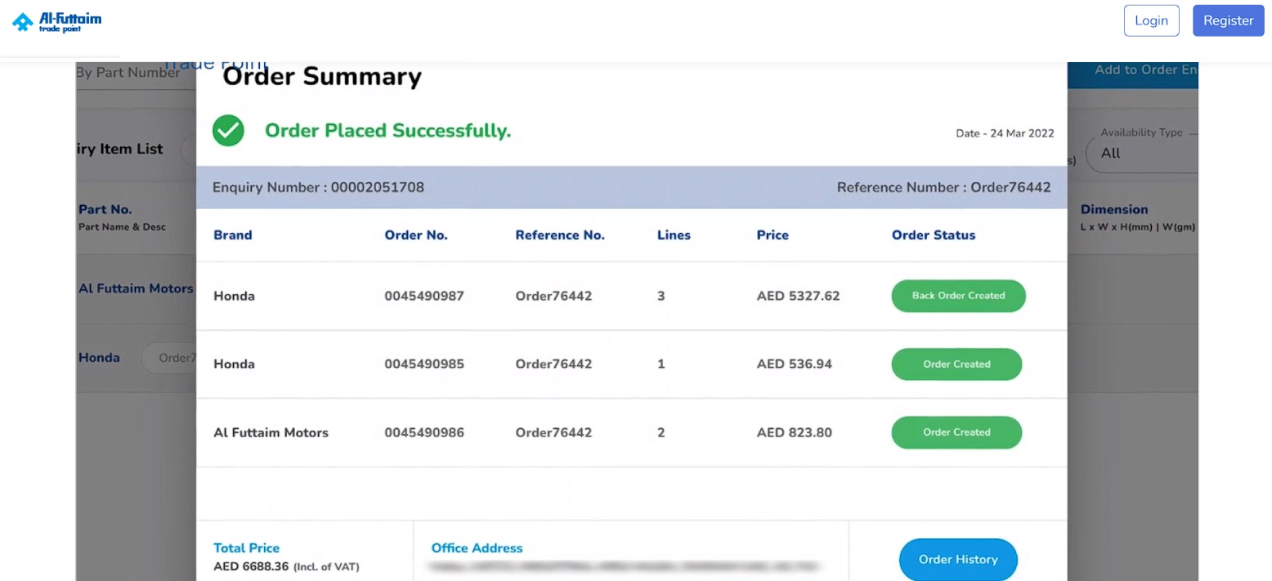 Al-Futtaim
trade point
Login
Register
Trade Point
By Part Number
Order Summary
Add to Order En
Order Placed Successfully.
Date - 24 Mar 2022
iry Item List
s)
Availability Type
All
Enquiry Number : 00002051708
Reference Number : Order76442
Part No.
Part Name & Desc
Brand
Order No.
Reference No.
Lines
Price
Order Status
Dimension
L x W x H(mm) | W(gm)
Al Futtaim Motors
Honda
0045490987
Order76442
3
AED 5327.62
Back Order Created
Honda
Order7
Honda
0045490985
Order76442
1
AED 536.94
Order Created
Al Futtaim Motors
0045490986
Order76442
2
AED 823.80
Order Created
Total Price
AED 6688.36 (Incl. of VAT)
Office Address
Order History